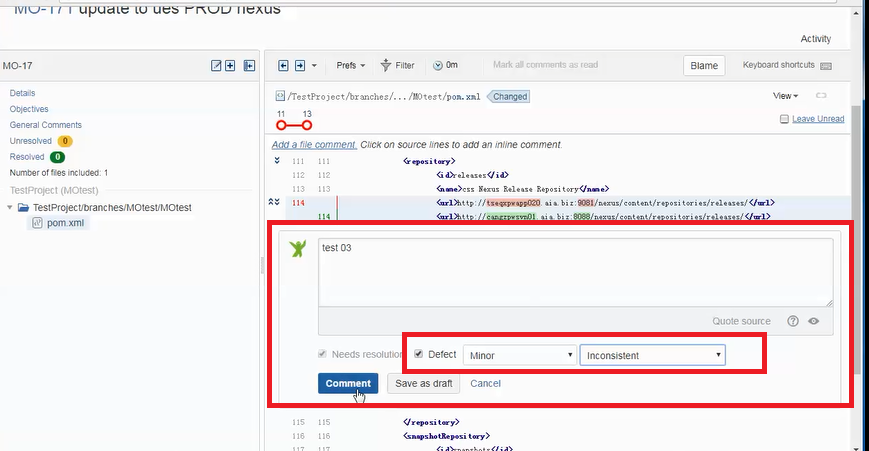 MO-171 update to ues PROD nexus
Activity
MO-17
Prefs
Filter
0m
Mark all comments as read
Blame
Keyboard shortcuts
Details
Objectives
General Comments
Unresolved 0
Resolved 0
Number of files included: 1
TestProject (MOtest)
TestProject/branches/MOtest/MOtest
pom.xml
/TestProject/branches/.../MOtest/pom.xml Changed
View
11 13
Leave Unread
Add a file comment. Click on source lines to add an inline comment.
111 111 <repository>
112 112 <id>releases</id>
113 113 <name>css Nexus Release Repository</name>
114 <url>http://tseqxpwapp020.aia.biz:9081/nexus/content/repositories/releases/</url>
114 <url>http://cangzpwsvn01.aia.biz:8088/nexus/content/repositories/releases/</url>
test 03
Quote source
Needs resolution
Defect
Minor
Inconsistent
Comment
Save as draft
Cancel
115 115 </repository>
116 116 <snapshotRepository>
117 117 <id>snapshots</id>